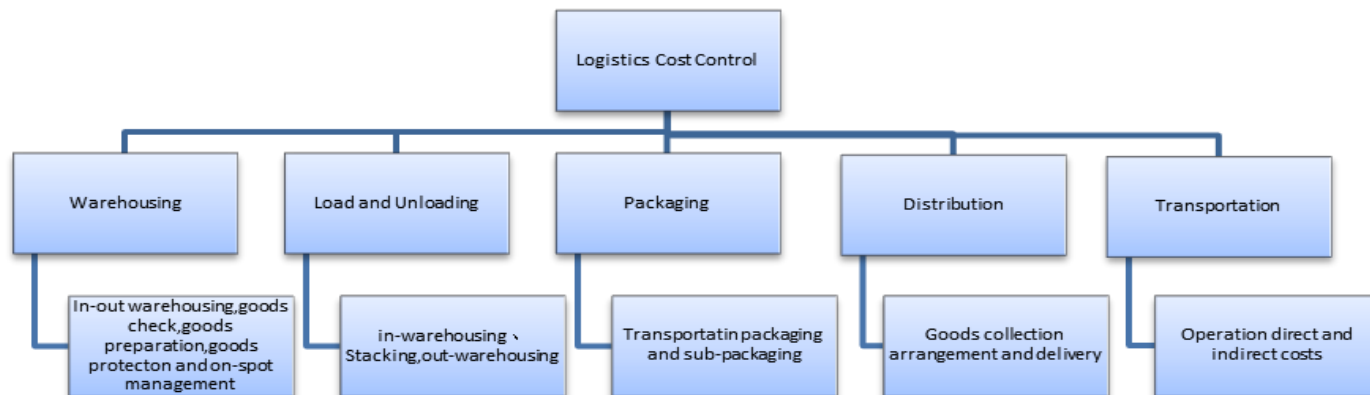 Logistics Cost Control
Warehousing
Load and Unloading
Packaging
Distribution
Transportation
In-out warehousing,goods
check,goods
preparation,goods
protecton and on-spot
management
in-warehousing、
Stacking,out-warehousing
Transportatin packaging
and sub-packaging
Goods collection
arrangement and delivery
Operation direct and
indirect costs